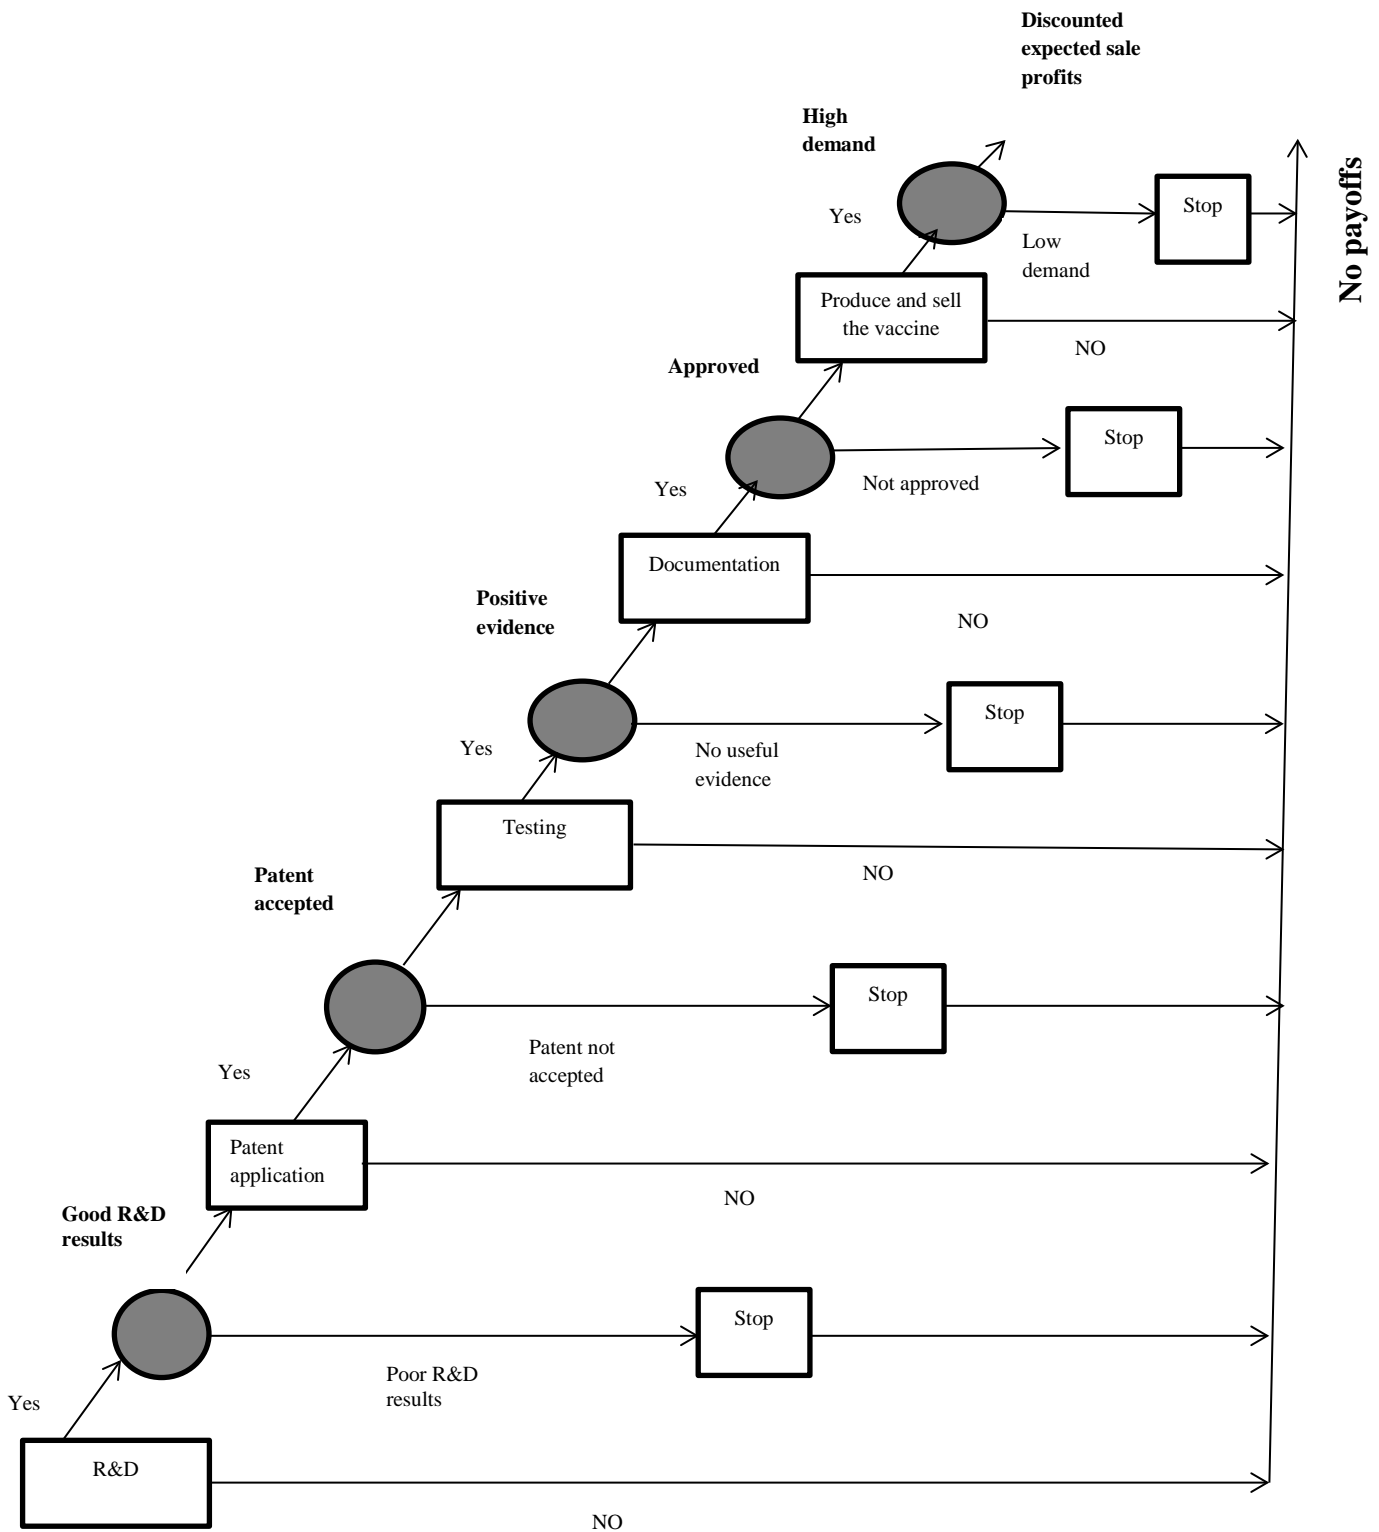 Discounted
expected sale
profits
High
demand
No payoffs
Stop
Yes
Low
demand
Produce and sell
the vaccine
NO
Approved
Stop
Not approved
Yes
Documentation
Positive
evidence
NO
Stop
Yes
No useful
evidence
Testing
NO
Patent
accepted
Stop
Patent not
accepted
Yes
Patent
application
NO
Good R&D
results
Stop
Poor R&D
results
Yes
R&D
NO